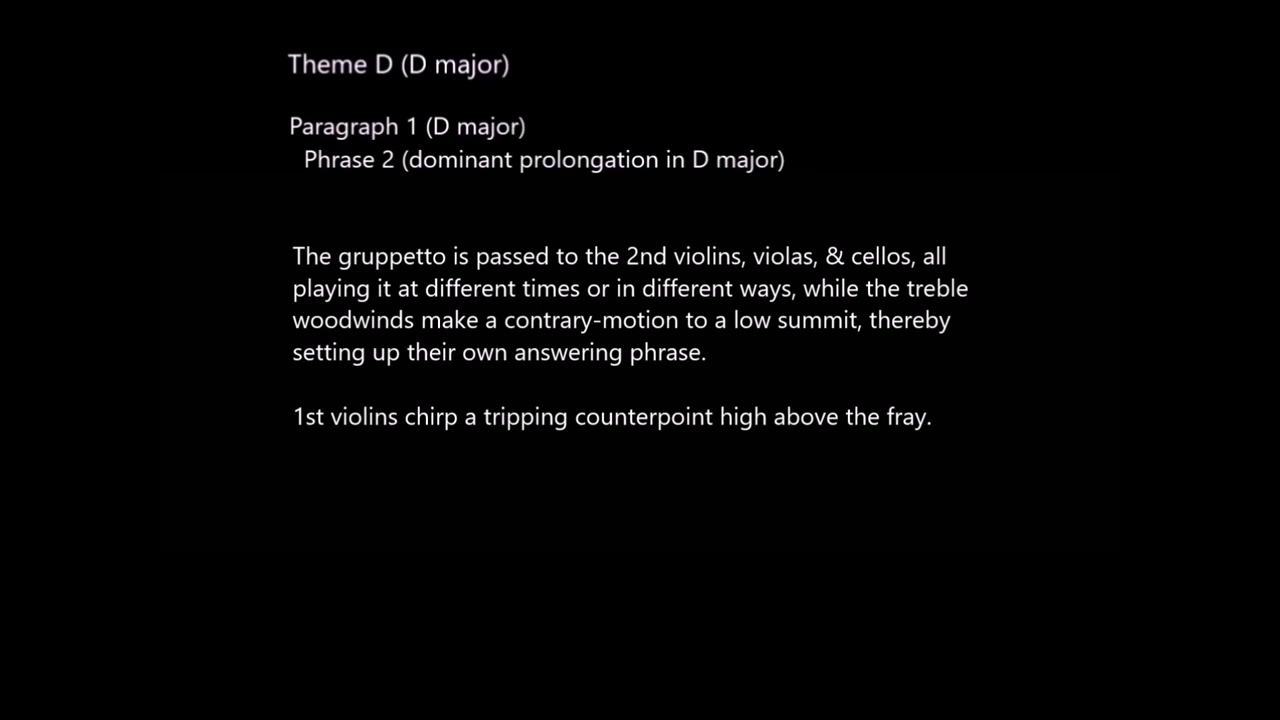 Theme D (D major)
Paragraph 1 (D major)
Phrase 2 (dominant prolongation in D major)
The gruppetto is passed to the 2nd violins, violas, & cellos, all
playing it at different times or in different ways, while the treble
woodwinds make a contrary-motion to a low summit, thereby
setting up their own answering phrase.
1st violins chirp a tripping counterpoint high above the fray.